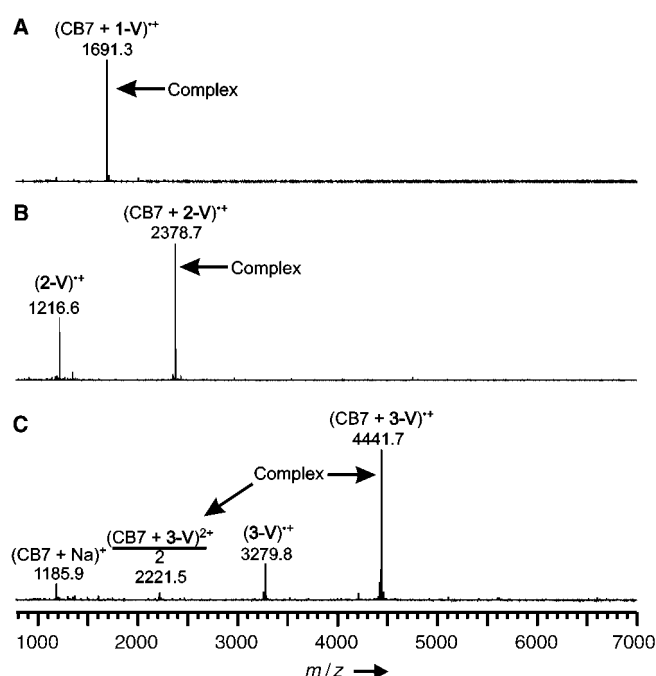 A
(CB7 + 1-V)•+
1691.3
Complex
B
(CB7 + 2-V)•+
2378.7
Complex
(2-V)•+
1216.6
C
(CB7 + 3-V)•+
4441.7
Complex
(CB7 + 3-V)2+
2
2221.5
(3-V)•+
3279.8
(CB7 + Na)+
1185.9
1000 2000 3000 4000 5000 6000 7000
m / z